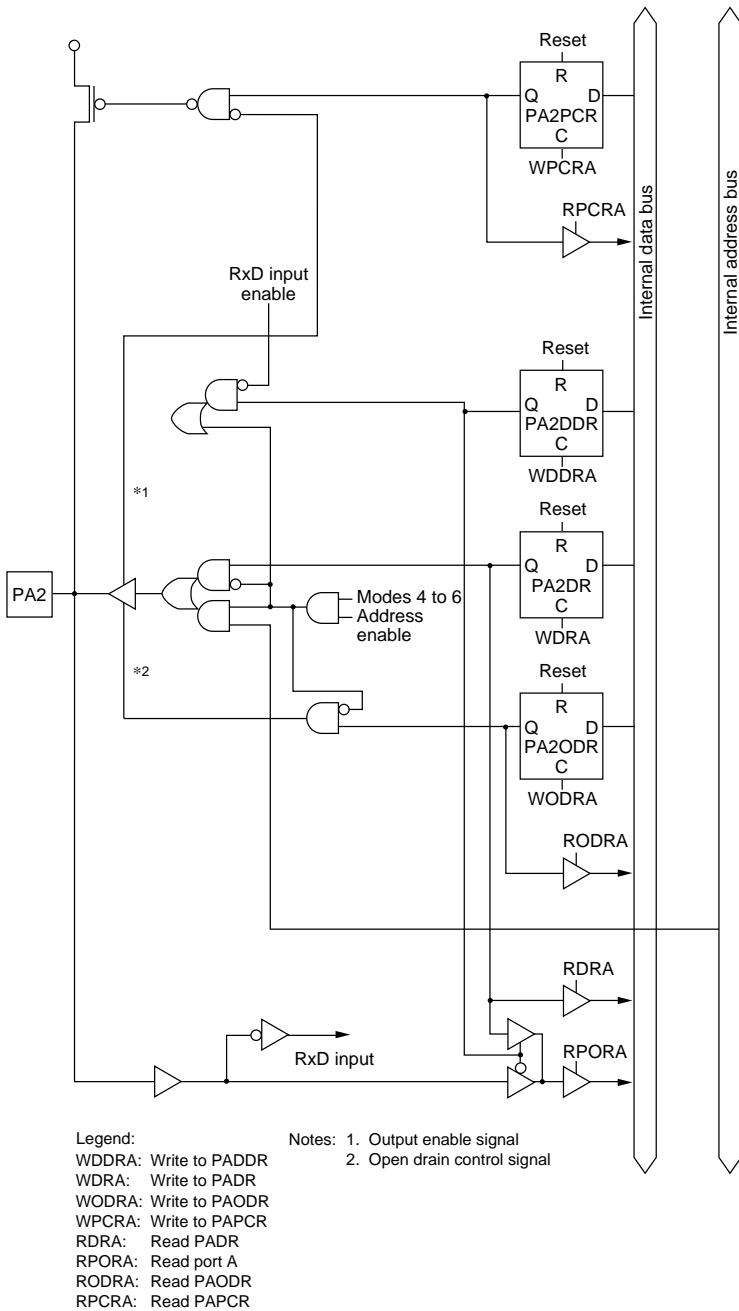 Reset
R
Q D
PA2PCR
C
WPCRA
RPCRA
Internal data bus
Internal address bus
RxD input
enable
Reset
R
Q D
PA2DDR
C
WDDRA
*1
Reset
R
Q D
PA2DR
C
WDRA
PA2
Modes 4 to 6
Address
enable
*2
Reset
R
Q D
PA2ODR
C
WODRA
RODRA
RDRA
RxD input
RPORA
Legend:
WDDRA: Write to PADDR
WDRA: Write to PADR
WODRA: Write to PAODR
WPCRA: Write to PAPCR
RDRA: Read PADR
RPORA: Read port A
RODRA: Read PAODR
RPCRA: Read PAPCR
Notes: 1. Output enable signal
2. Open drain control signal